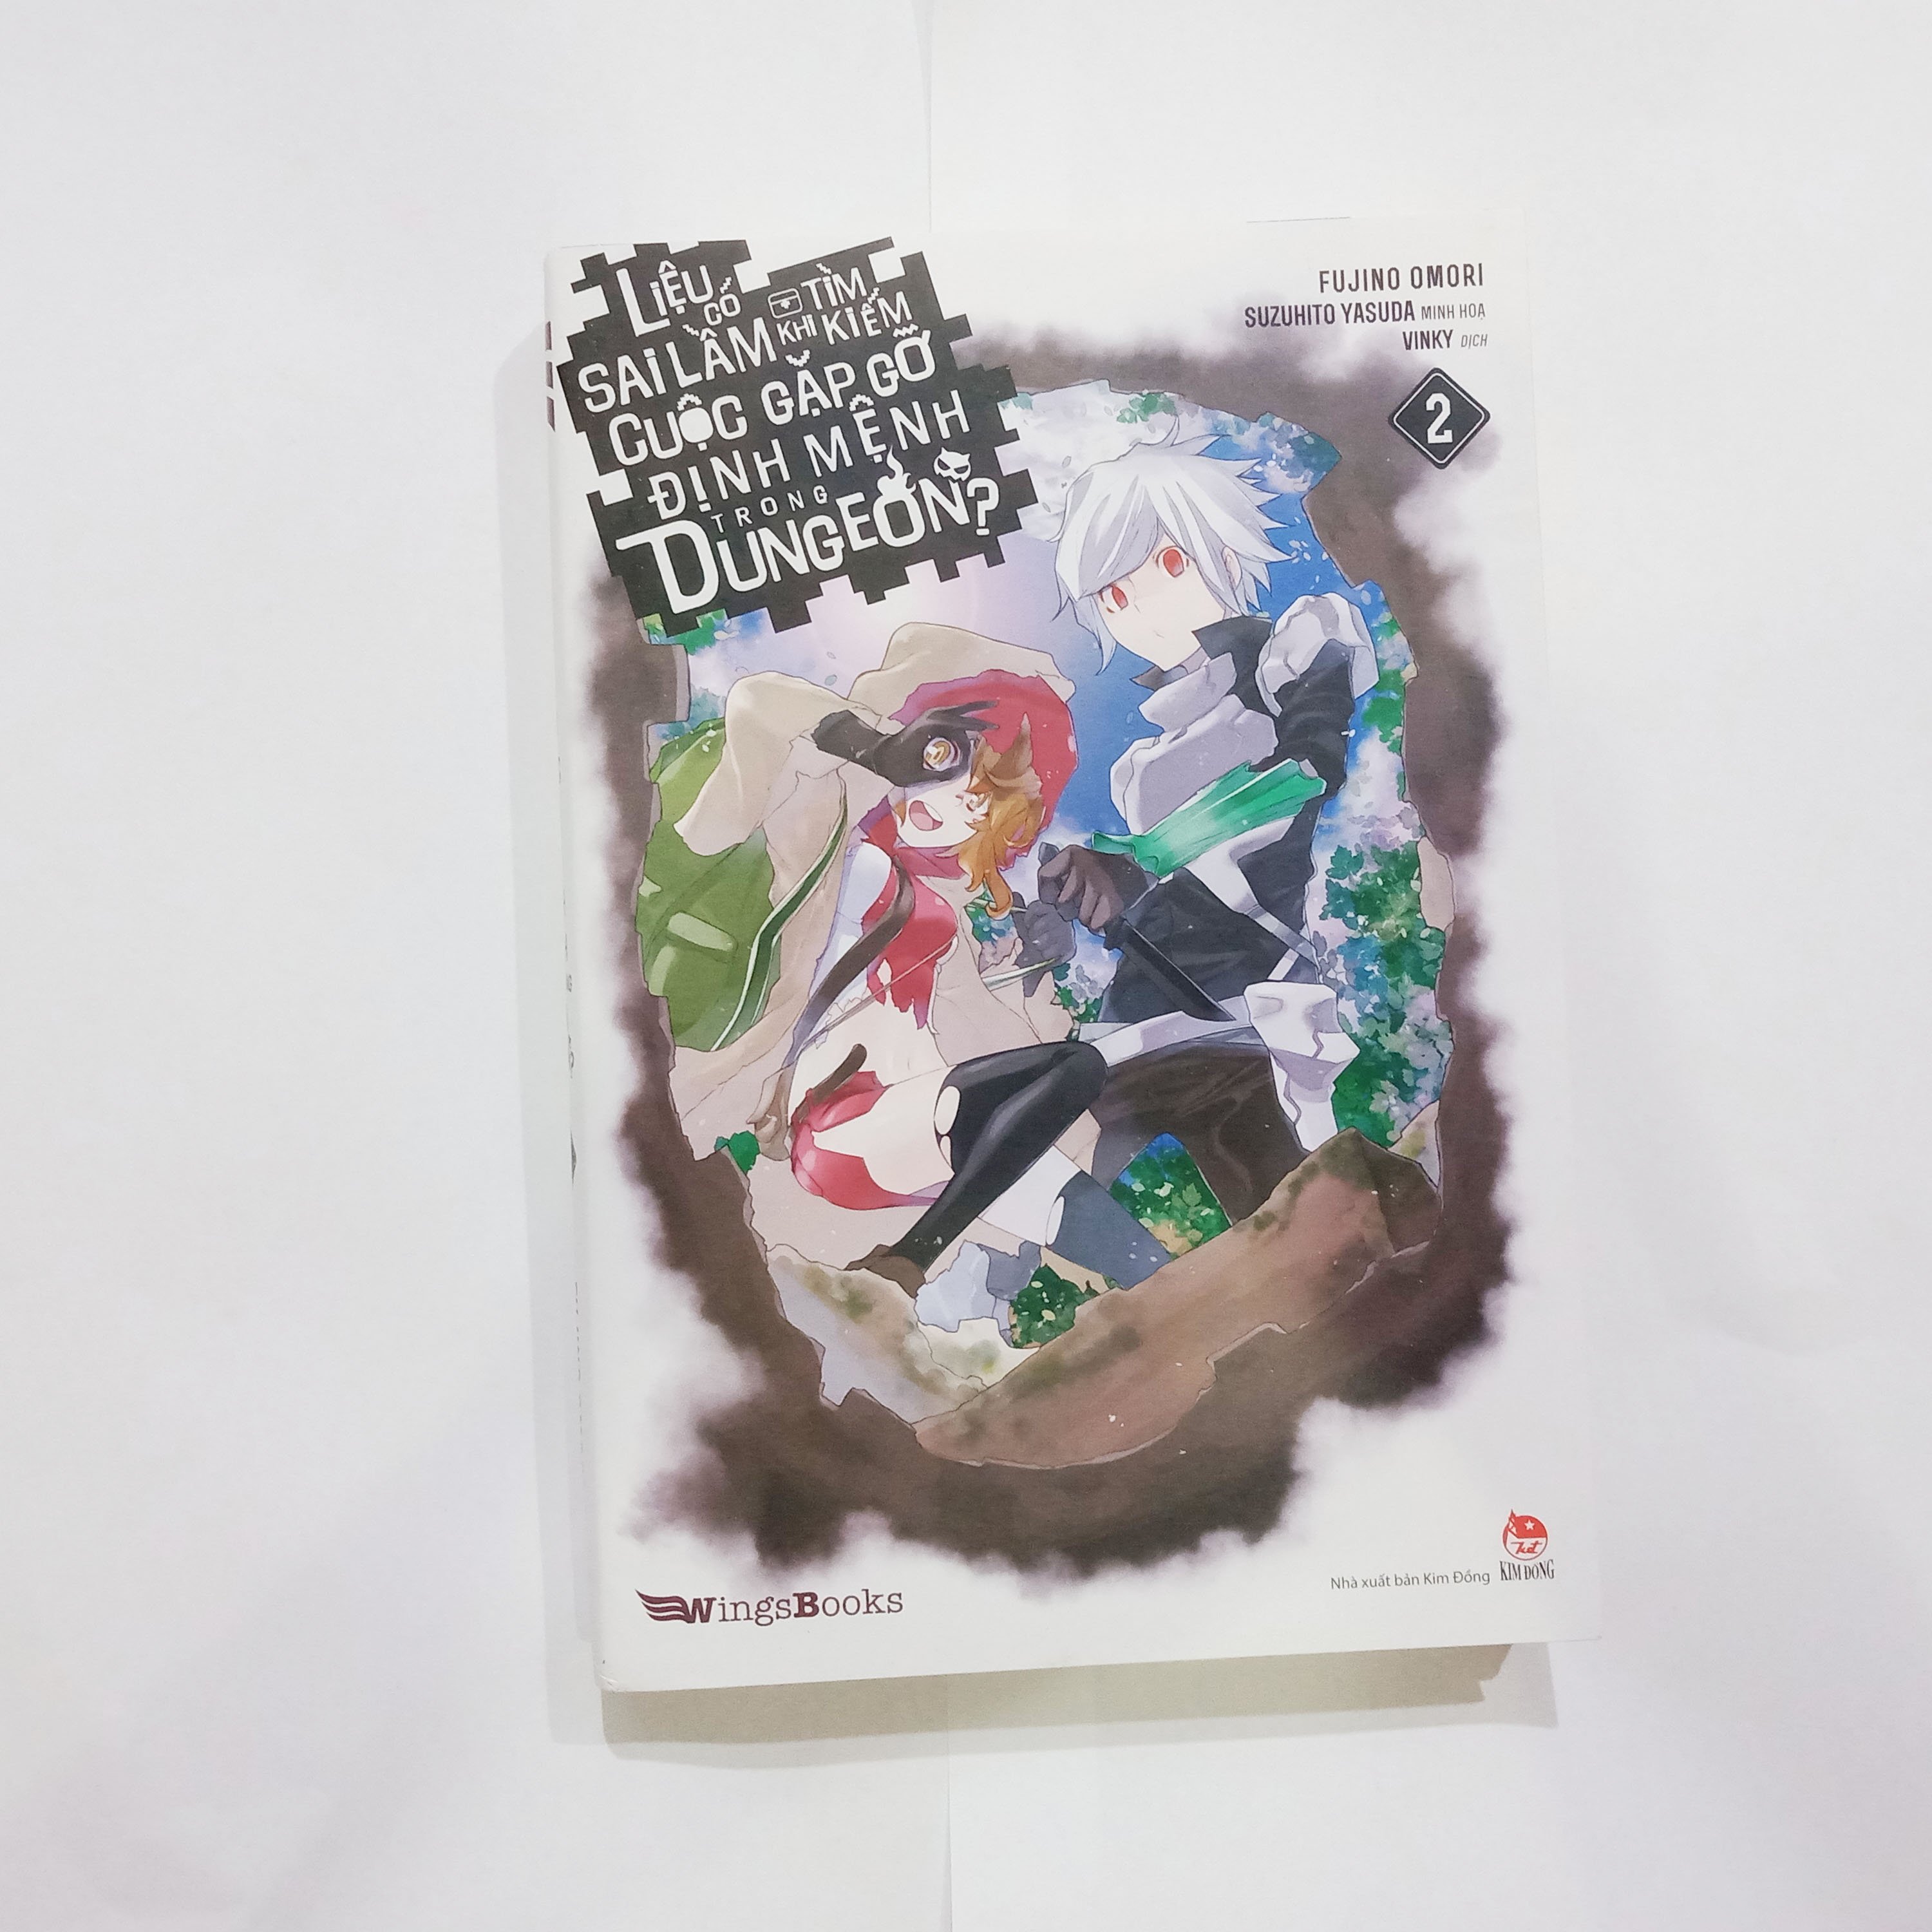 LIỆU CÓ
SAI LẦM KHI TÌM KIẾM
CUỘC GẶP GỠ
ĐỊNH MỆNH
TRONG
DUNGEON?
FUJINO OMORI
SUZUHITO YASUDA MINH HOẠ
VINKY DỊCH
2
WingsBooks
Nhà xuất bản Kim Đồng
KIM ĐỒNG